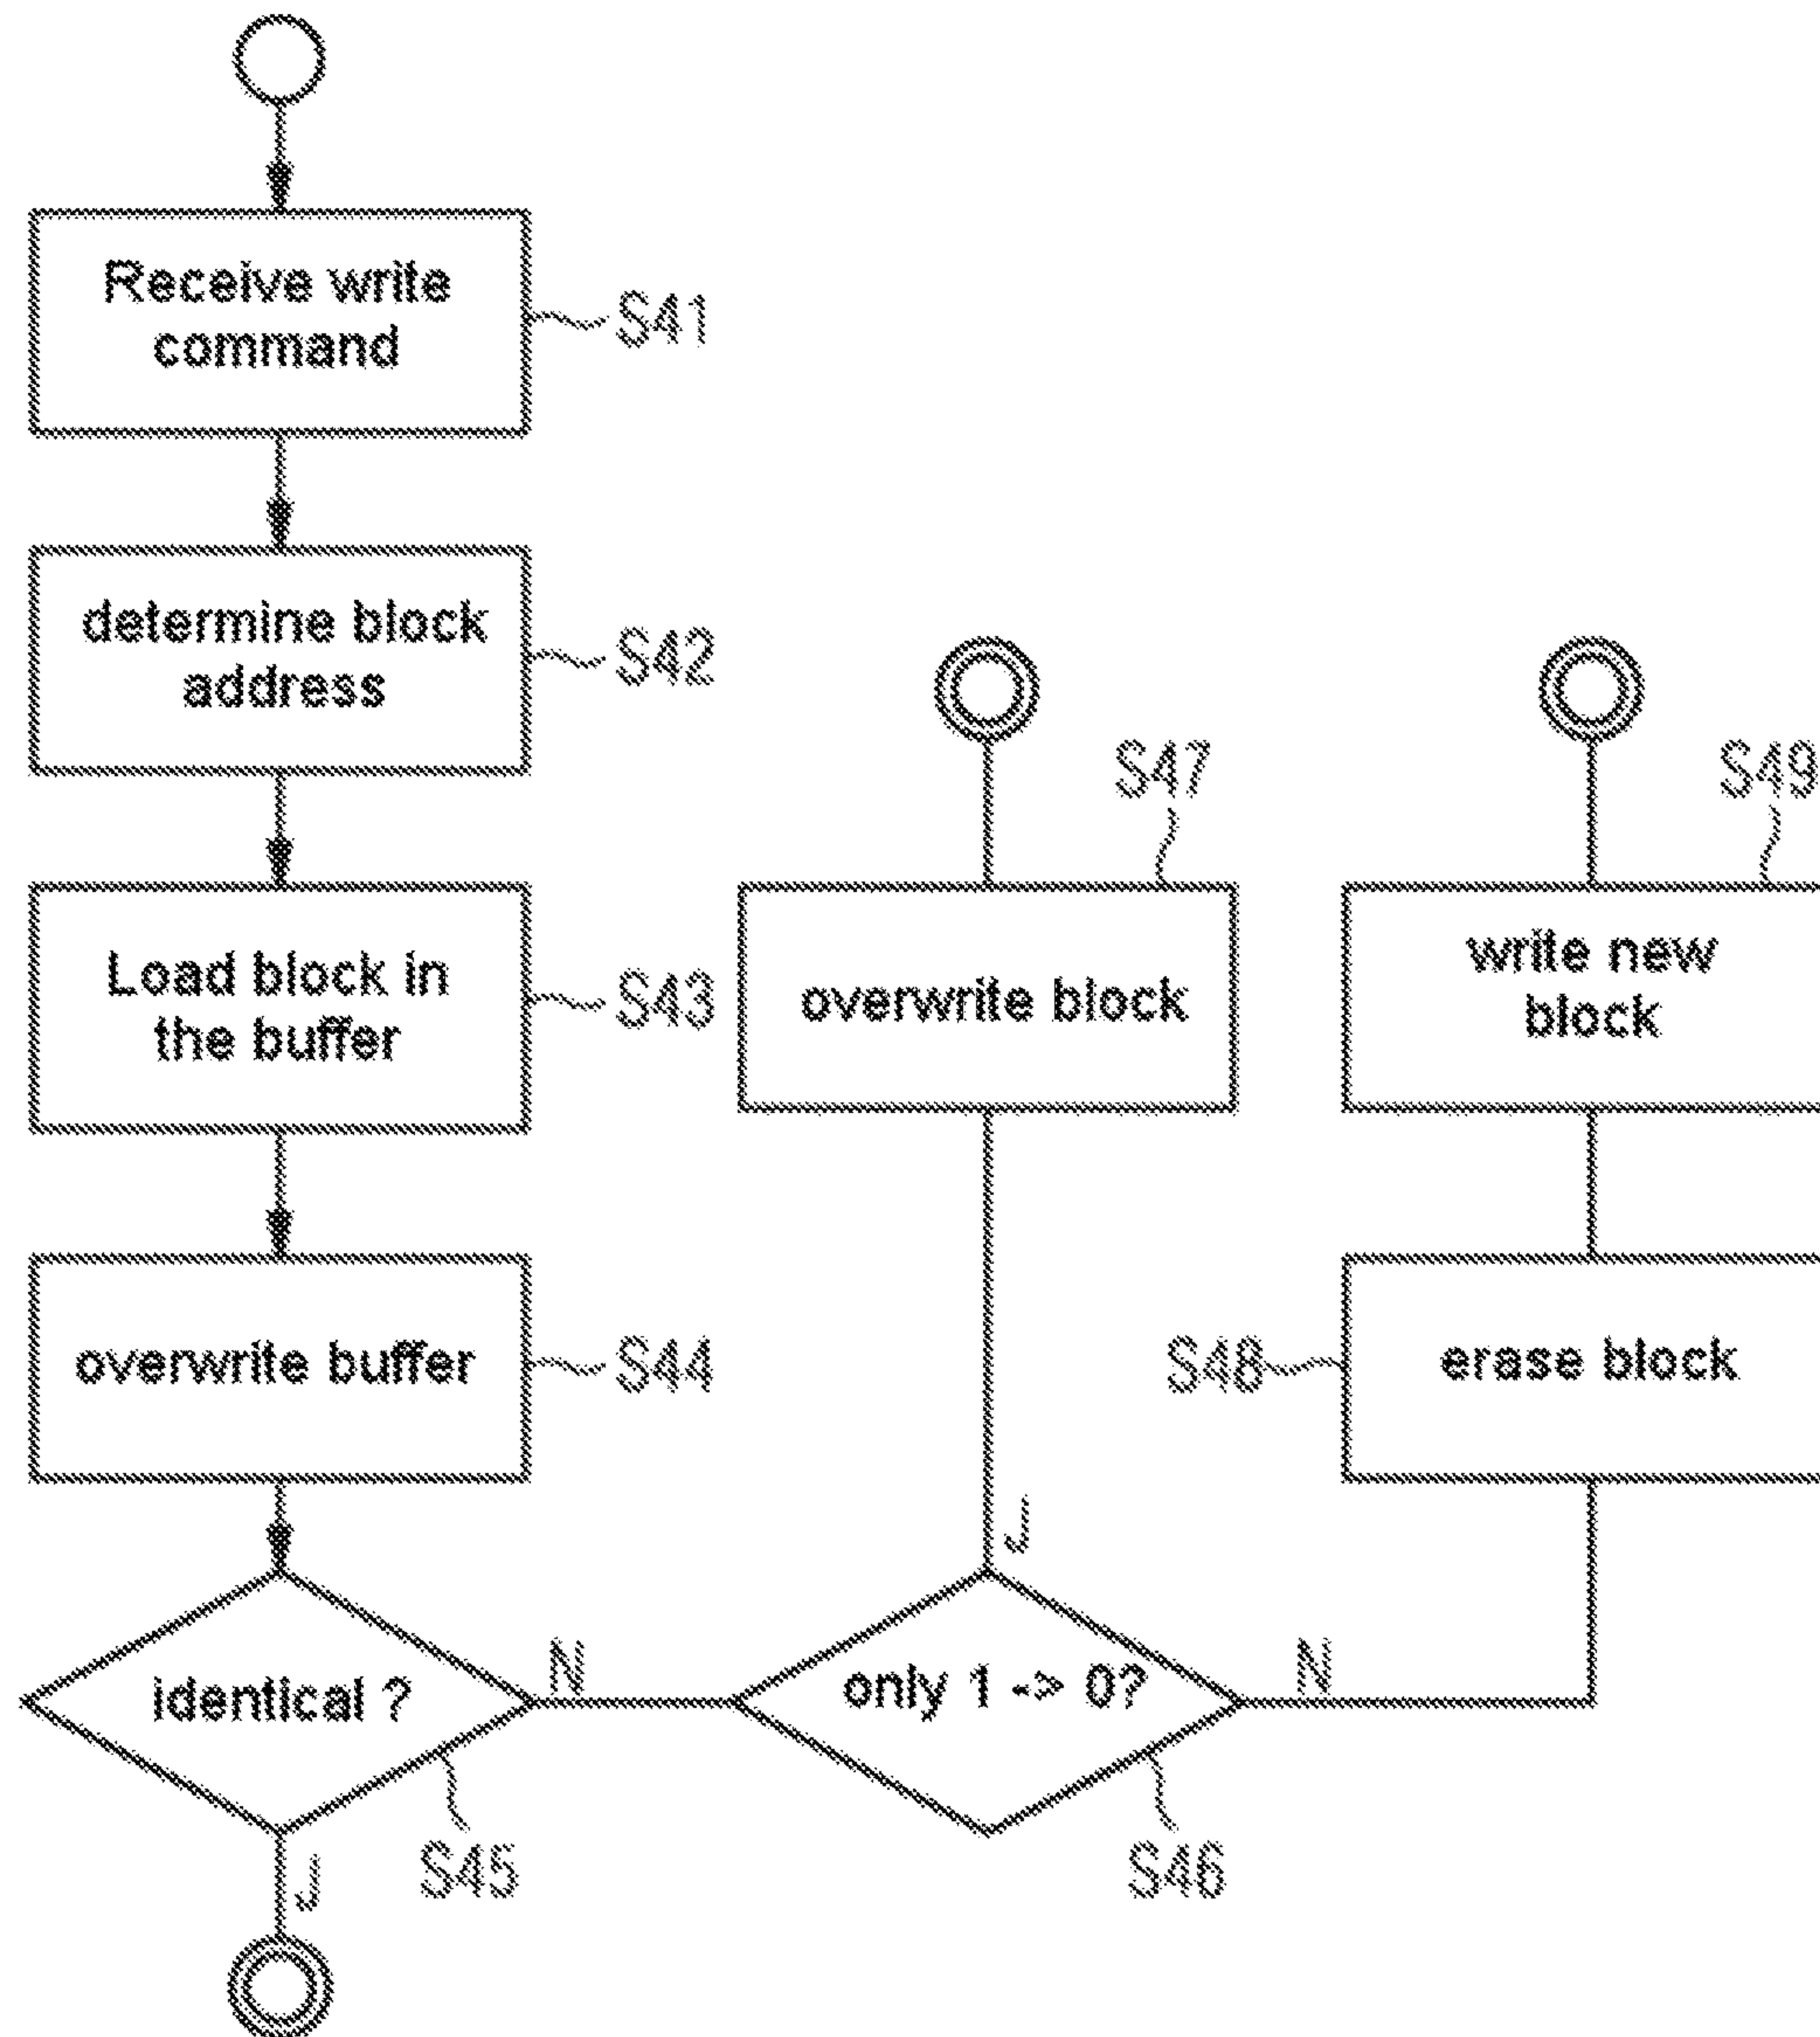 Receive write
command
S41
determine block
address
S42
Load block in
the buffer
S43
overwrite buffer
S44
identical ?
N
J
S45
only 1 -> 0?
J
N
S46
overwrite block
S47
erase block
S48
write new
block
S49